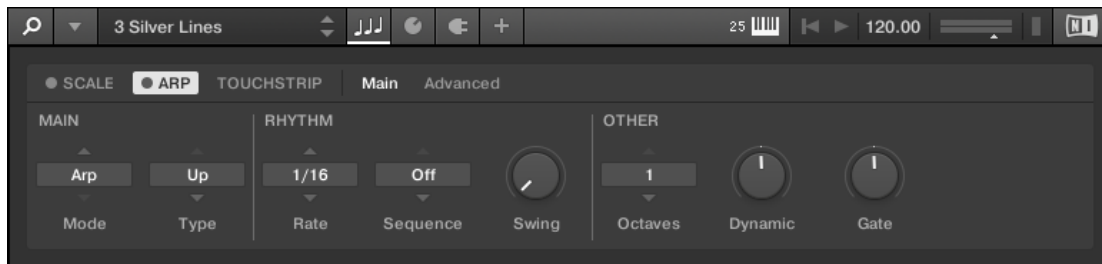 3 Silver Lines 25 120.00 NI
SCALE ARP TOUCHSTRIP Main Advanced
MAIN RHYTHM OTHER
Arp Up 1/16 Off 1
Mode Type Rate Sequence Swing Octaves Dynamic Gate